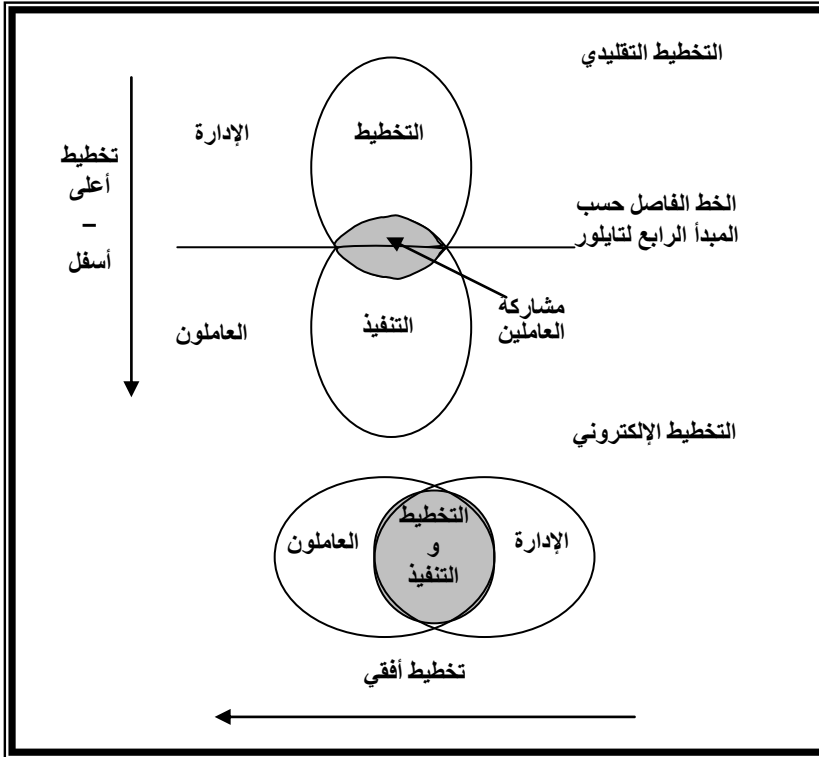 التخطيط التقليدي
التخطيط
الإدارة
تخطيط
أعلى
–
أسفل
الخط الفاصل حسب
المبدأ الرابع لتايلور
مشاركة
العاملين
التنفيذ
العاملون
التخطيط الإلكتروني
الإدارة
التخطيط
و
التنفيذ
العاملون
تخطيط أفقي